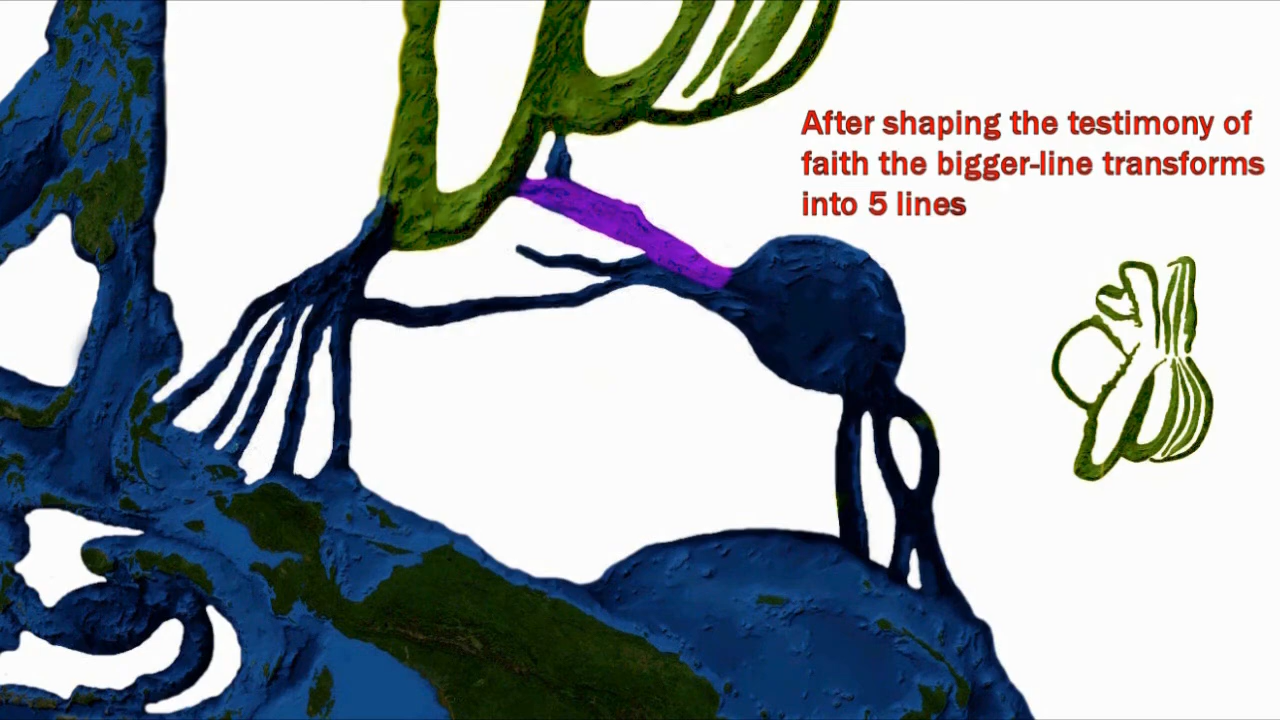 After shaping the testimony of
faith the bigger-line transforms
into 5 lines